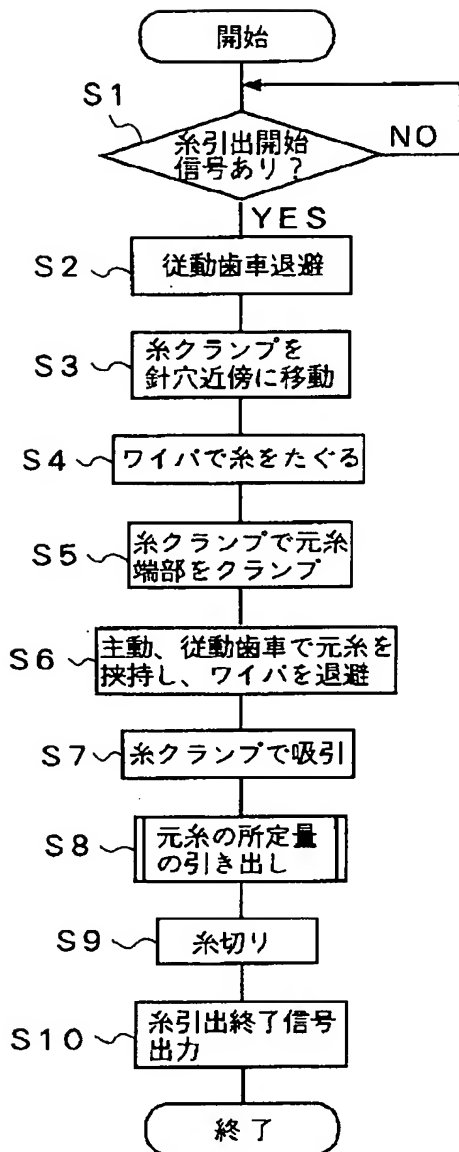 開始
S1
糸引出開始
信号あり?
NO
YES
S2
従動歯車退避
S3
糸クランプを
針穴近傍に移動
S4
ワイパで糸をたぐる
S5
糸クランプで元糸
端部をクランプ
S6
主動、従動歯車で元糸を
挟持し、ワイパを退避
S7
糸クランプで吸引
S8
元糸の所定量
の引き出し
S9
糸切り
S10
糸引出終了信号
出力
終了